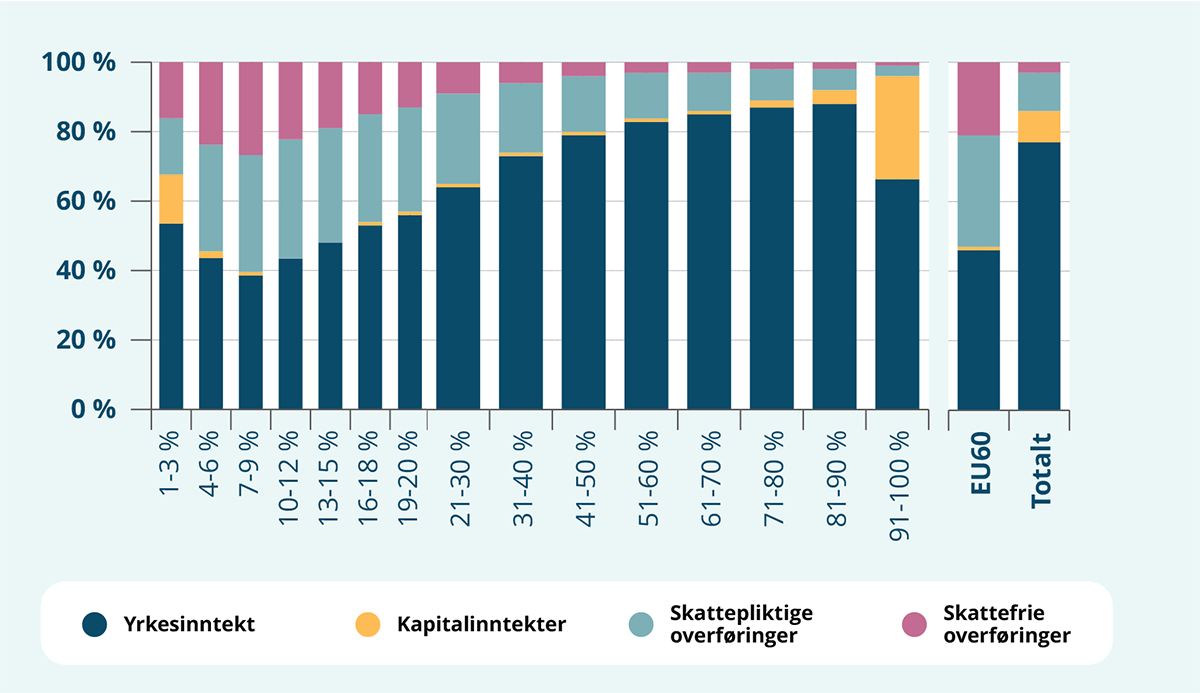 100 %
80 %
60 %
40 %
20 %
0 %
1-3 %
4-6 %
7-9 %
10-12 %
13-15 %
16-18 %
19-20 %
21-30 %
31-40 %
41-50 %
51-60 %
61-70 %
71-80 %
81-90 %
91-100 %
EU60
Totalt
Yrkesinntekt
Kapitalinntekter
Skattepliktige
overføringer
Skattefrie
overføringer